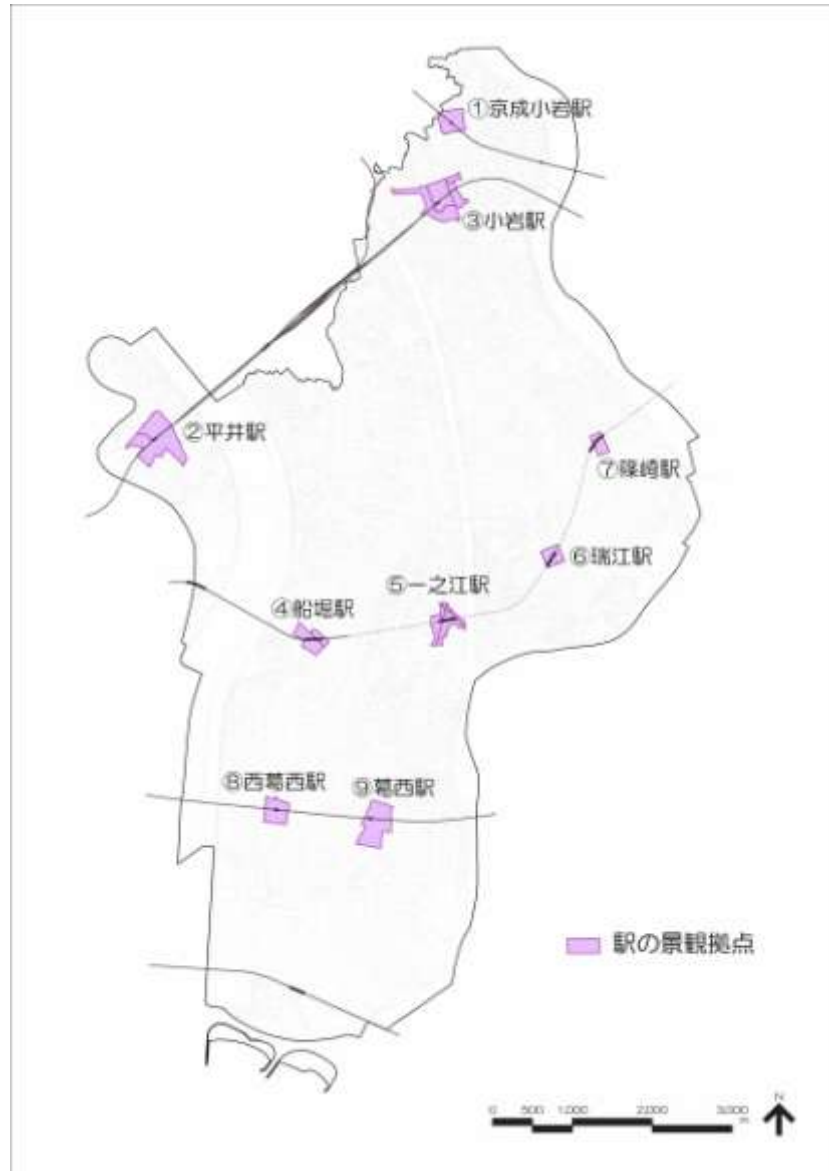 ①京成小岩駅
③小岩駅
②平井駅
⑦篠崎駅
⑥瑞江駅
⑤一之江駅
④船堀駅
⑧西葛西駅
⑨葛西駅
駅の景観拠点
0 500 1,000 2,000 3,000
m
N